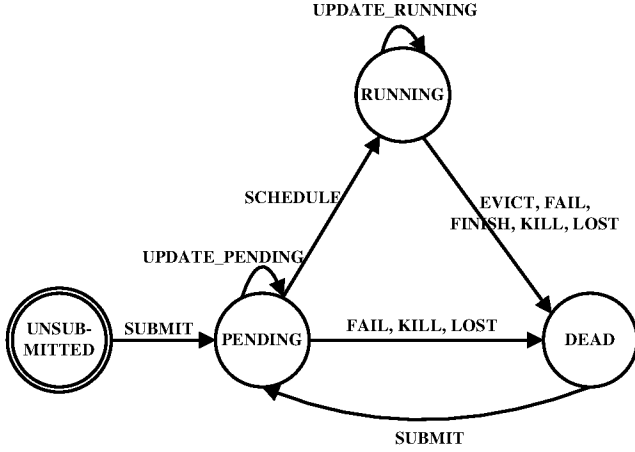 UPDATE_RUNNING
RUNNING
SCHEDULE
EVICT, FAIL,
FINISH, KILL, LOST
UPDATE_PENDING
UNSUB-
MITTED
SUBMIT
PENDING
FAIL, KILL, LOST
DEAD
SUBMIT